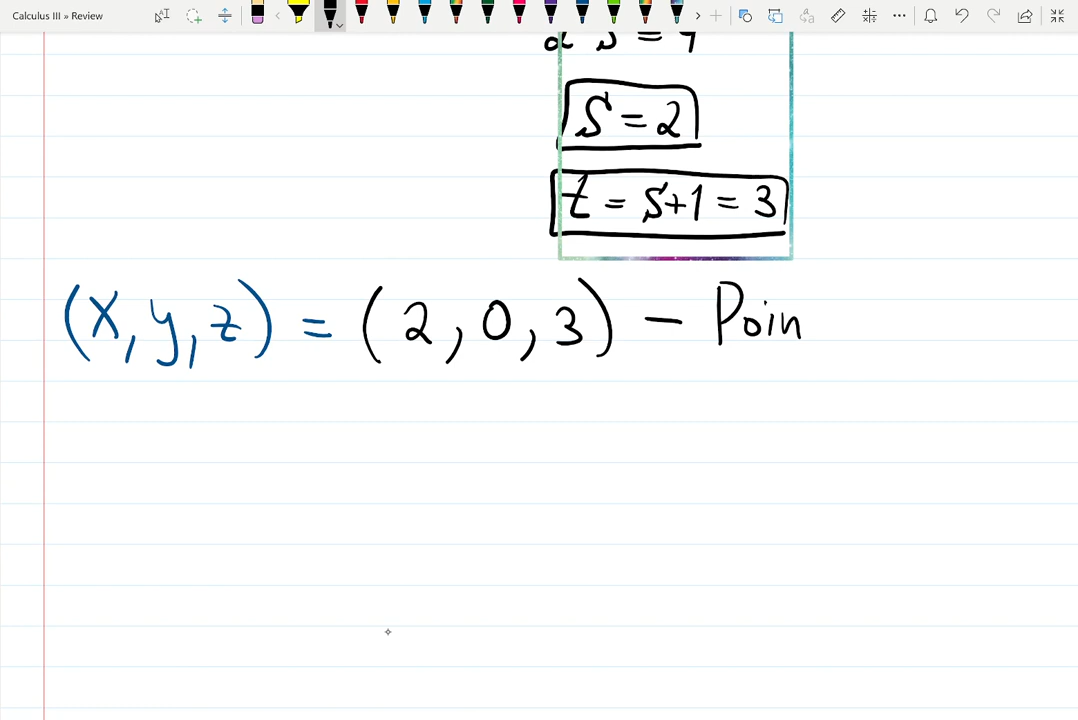 Calculus III » Review
S = 2
t = S+1 = 3
(x, y, z) = (2, 0, 3) – Poin